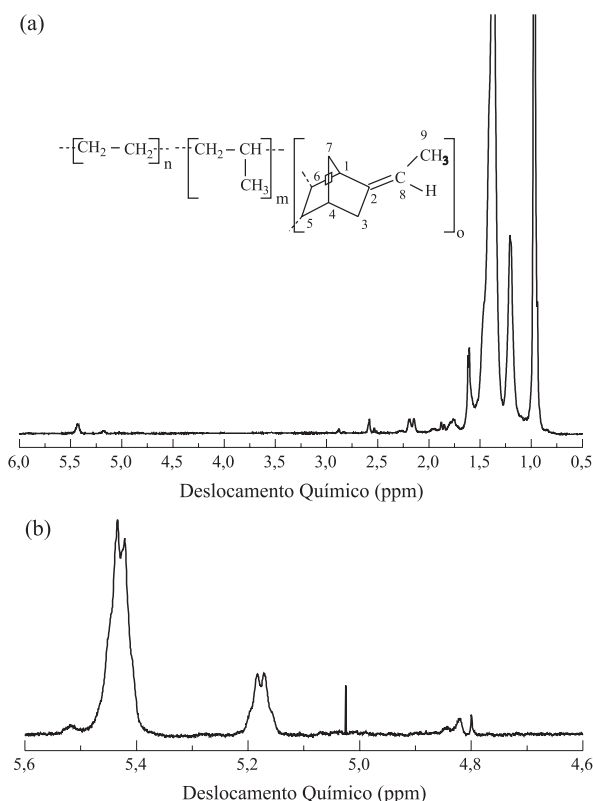 (a)
7
9
CH₂ — CH₂ n
CH₂ — CH m
CH₃
CH₃
6
1
2
8
H
5
4
3
o
6,0 5,5 5,0 4,5 4,0 3,5 3,0 2,5 2,0 1,5 1,0 0,5
Deslocamento Químico (ppm)
(b)
5,6 5,4 5,2 5,0 4,8 4,6
Deslocamento Químico (ppm)